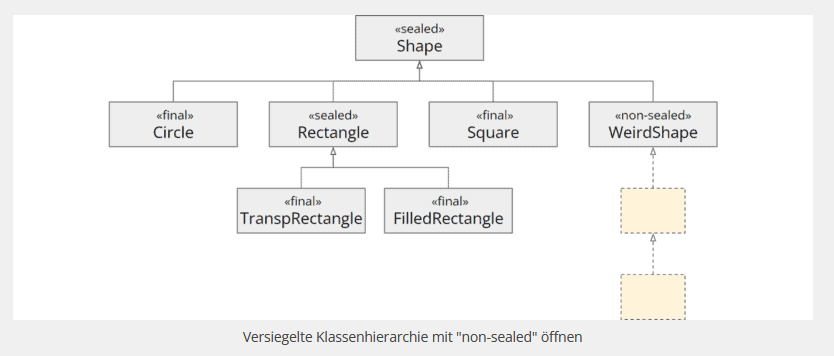 «sealed»
Shape
«final»
Circle
«sealed»
Rectangle
«final»
Square
«non-sealed»
WeirdShape
«final»
TranspRectangle
«final»
FilledRectangle
Versiegelte Klassenhierarchie mit "non-sealed" öffnen